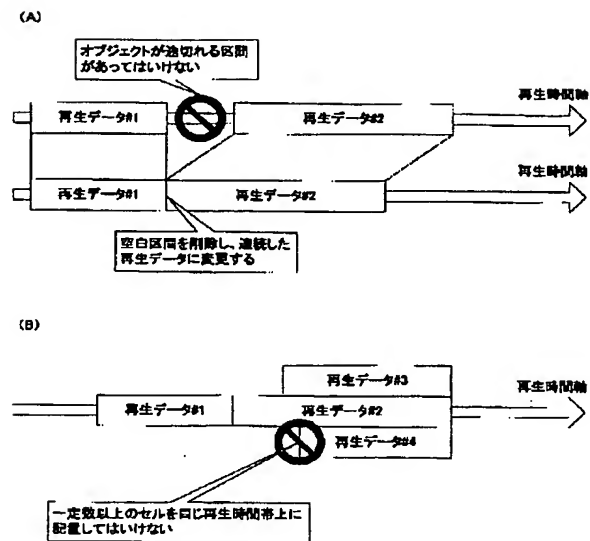 (A)
オブジェクトが途切れる区間
があってはいけない
再生時間軸
再生データ#1
再生データ#2
再生時間軸
再生データ#1
再生データ#2
空白区間を削除し、連続した
再生データに変更する
(B)
再生時間軸
再生データ#3
再生データ#1
再生データ#2
再生データ#4
一定数以上のセルを同じ再生時間帯上に
配置してはいけない